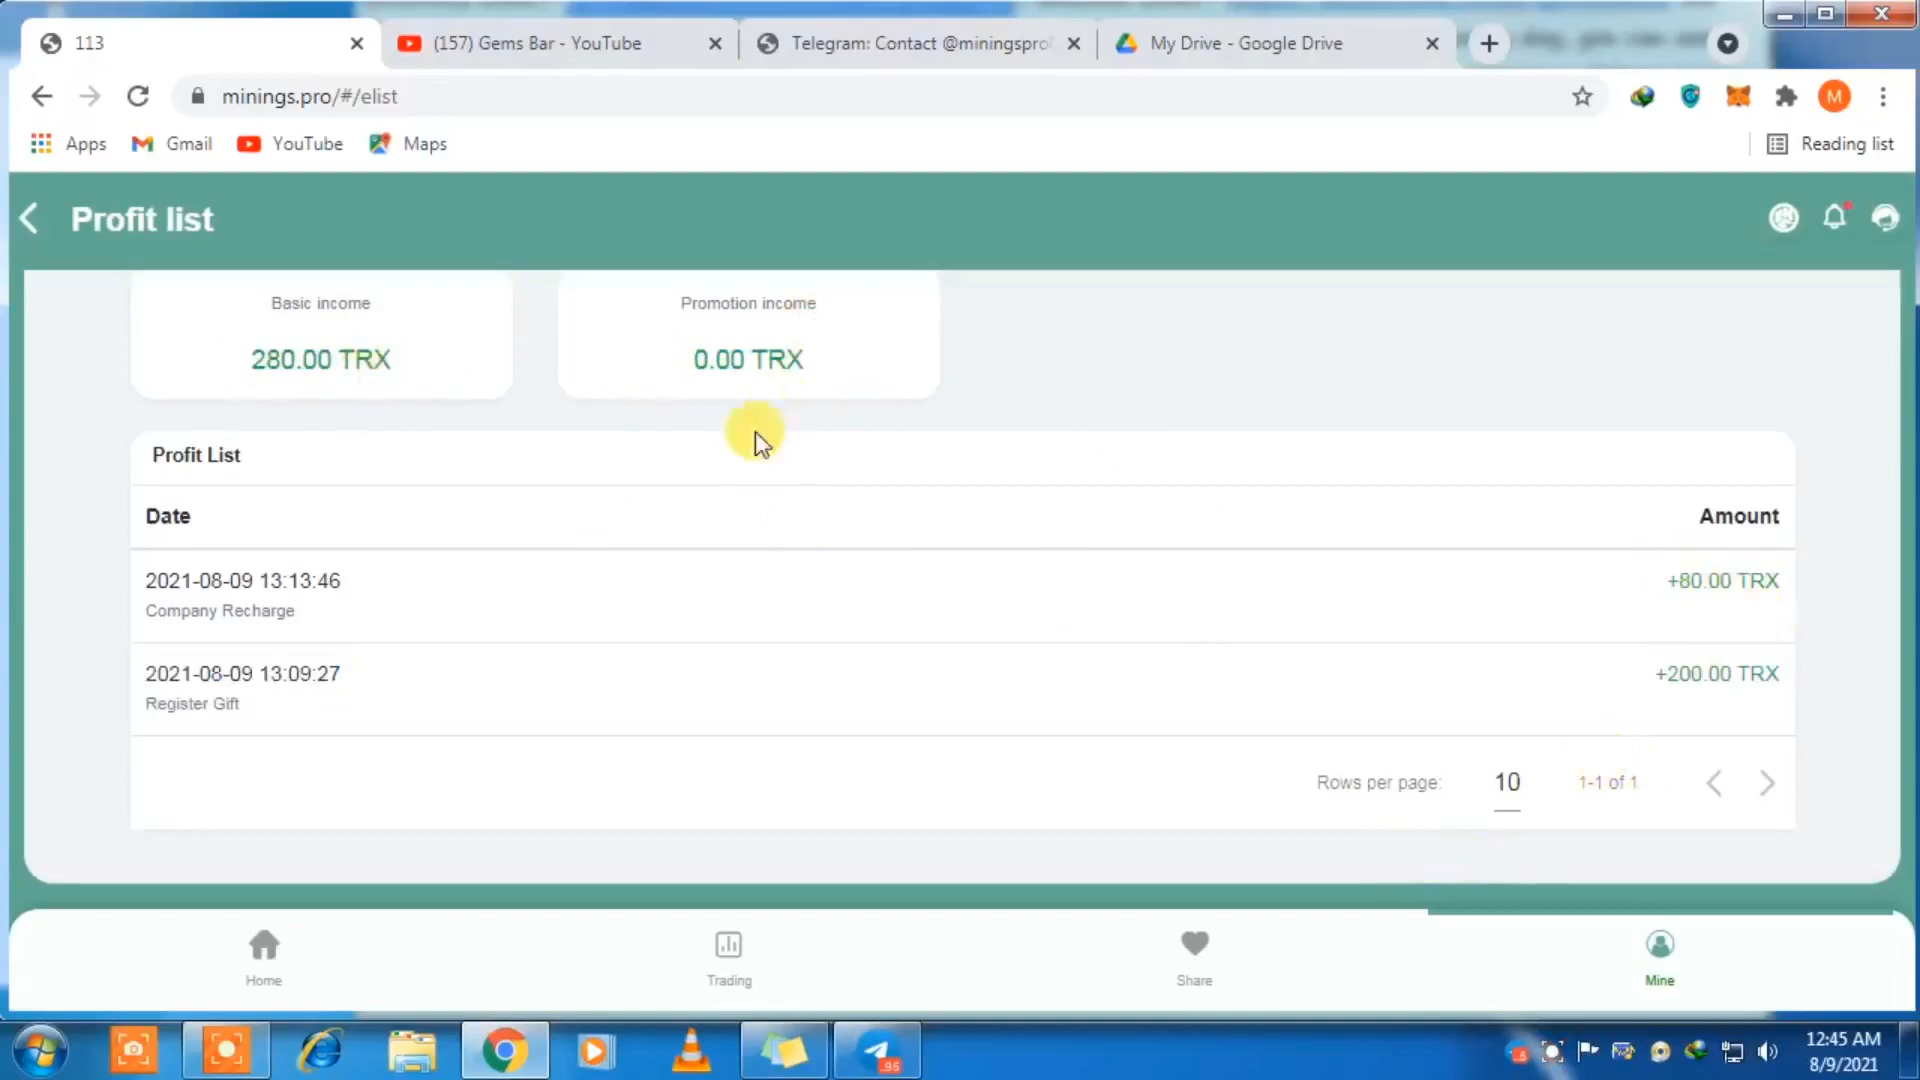 113
(157) Gems Bar - YouTube
Telegram: Contact @miningspro
My Drive - Google Drive
minings.pro/#/elist
M
Apps
Gmail
YouTube
Maps
Reading list
Profit list
Basic income
Promotion income
280.00 TRX
0.00 TRX
Profit List
Date
Amount
2021-08-09 13:13:46
+80.00 TRX
Company Recharge
2021-08-09 13:09:27
+200.00 TRX
Register Gift
Rows per page:
10
1-1 of 1
Home
Trading
Share
Mine
12:45 AM
8/9/2021